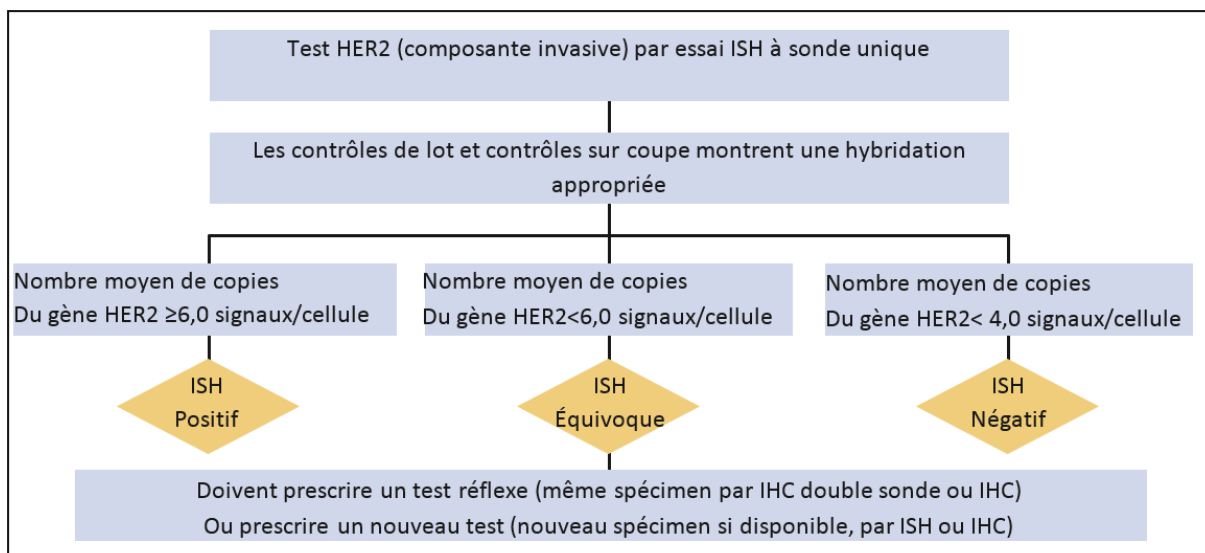 Test HER2 (composante invasive) par essai ISH à sonde unique
Les contrôles de lot et contrôles sur coupe montrent une hybridation
appropriée
Nombre moyen de copies
Du gène HER2 ≥6,0 signaux/cellule
Nombre moyen de copies
Du gène HER2<6,0 signaux/cellule
Nombre moyen de copies
Du gène HER2< 4,0 signaux/cellule
ISH
Positif
ISH
Équivoque
ISH
Négatif
Doivent prescrire un test réflexe (même spécimen par IHC double sonde ou IHC)
Ou prescrire un nouveau test (nouveau spécimen si disponible, par ISH ou IHC)